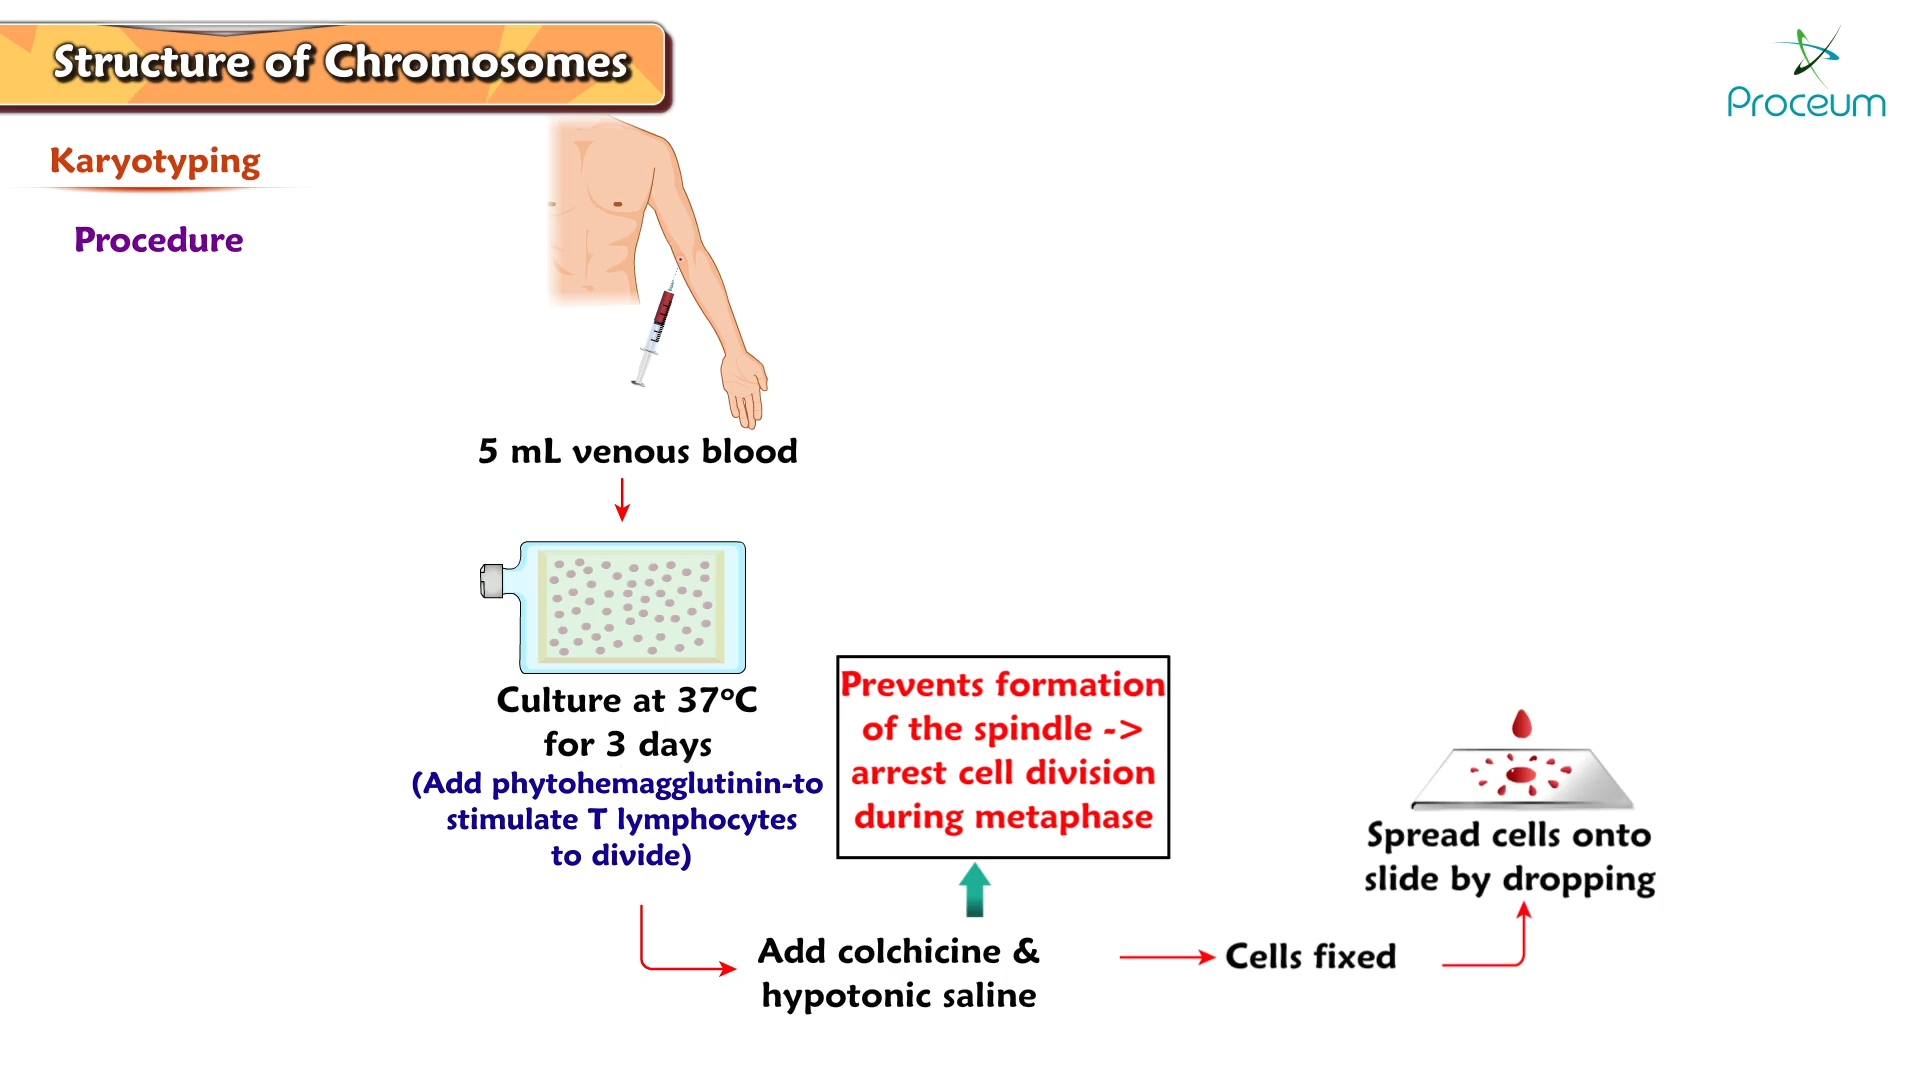 Structure of Chromosomes
Proceum
Karyotyping
Procedure
5 mL venous blood
Culture at 37°C
for 3 days
(Add phytohemagglutinin-to
stimulate T lymphocytes
to divide)
Prevents formation
of the spindle ->
arrest cell division
during metaphase
Add colchicine &
hypotonic saline
Cells fixed
Spread cells onto
slide by dropping